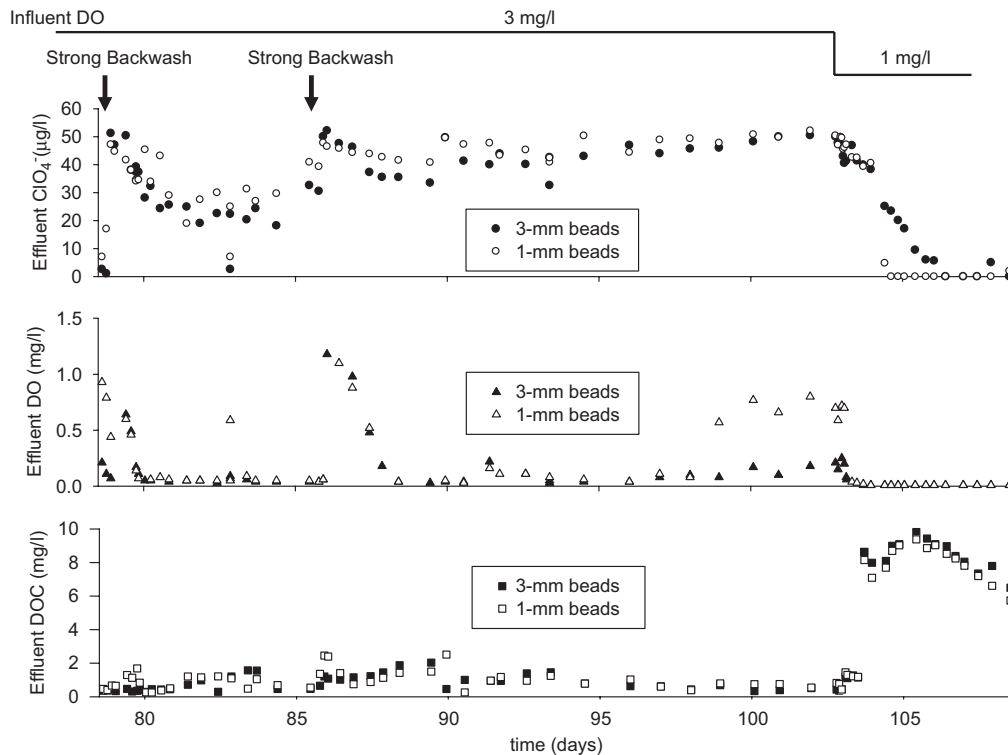 Influent DO
3 mg/l
1 mg/l
Strong Backwash
Strong Backwash
Effluent ClO4-(μg/l)
60
50
40
30
20
10
0
3-mm beads
1-mm beads
Effluent DO (mg/l)
1.5
1.0
0.5
0.0
3-mm beads
1-mm beads
Effluent DOC (mg/l)
10
8
6
4
2
0
3-mm beads
1-mm beads
80
85
90
95
100
105
time (days)